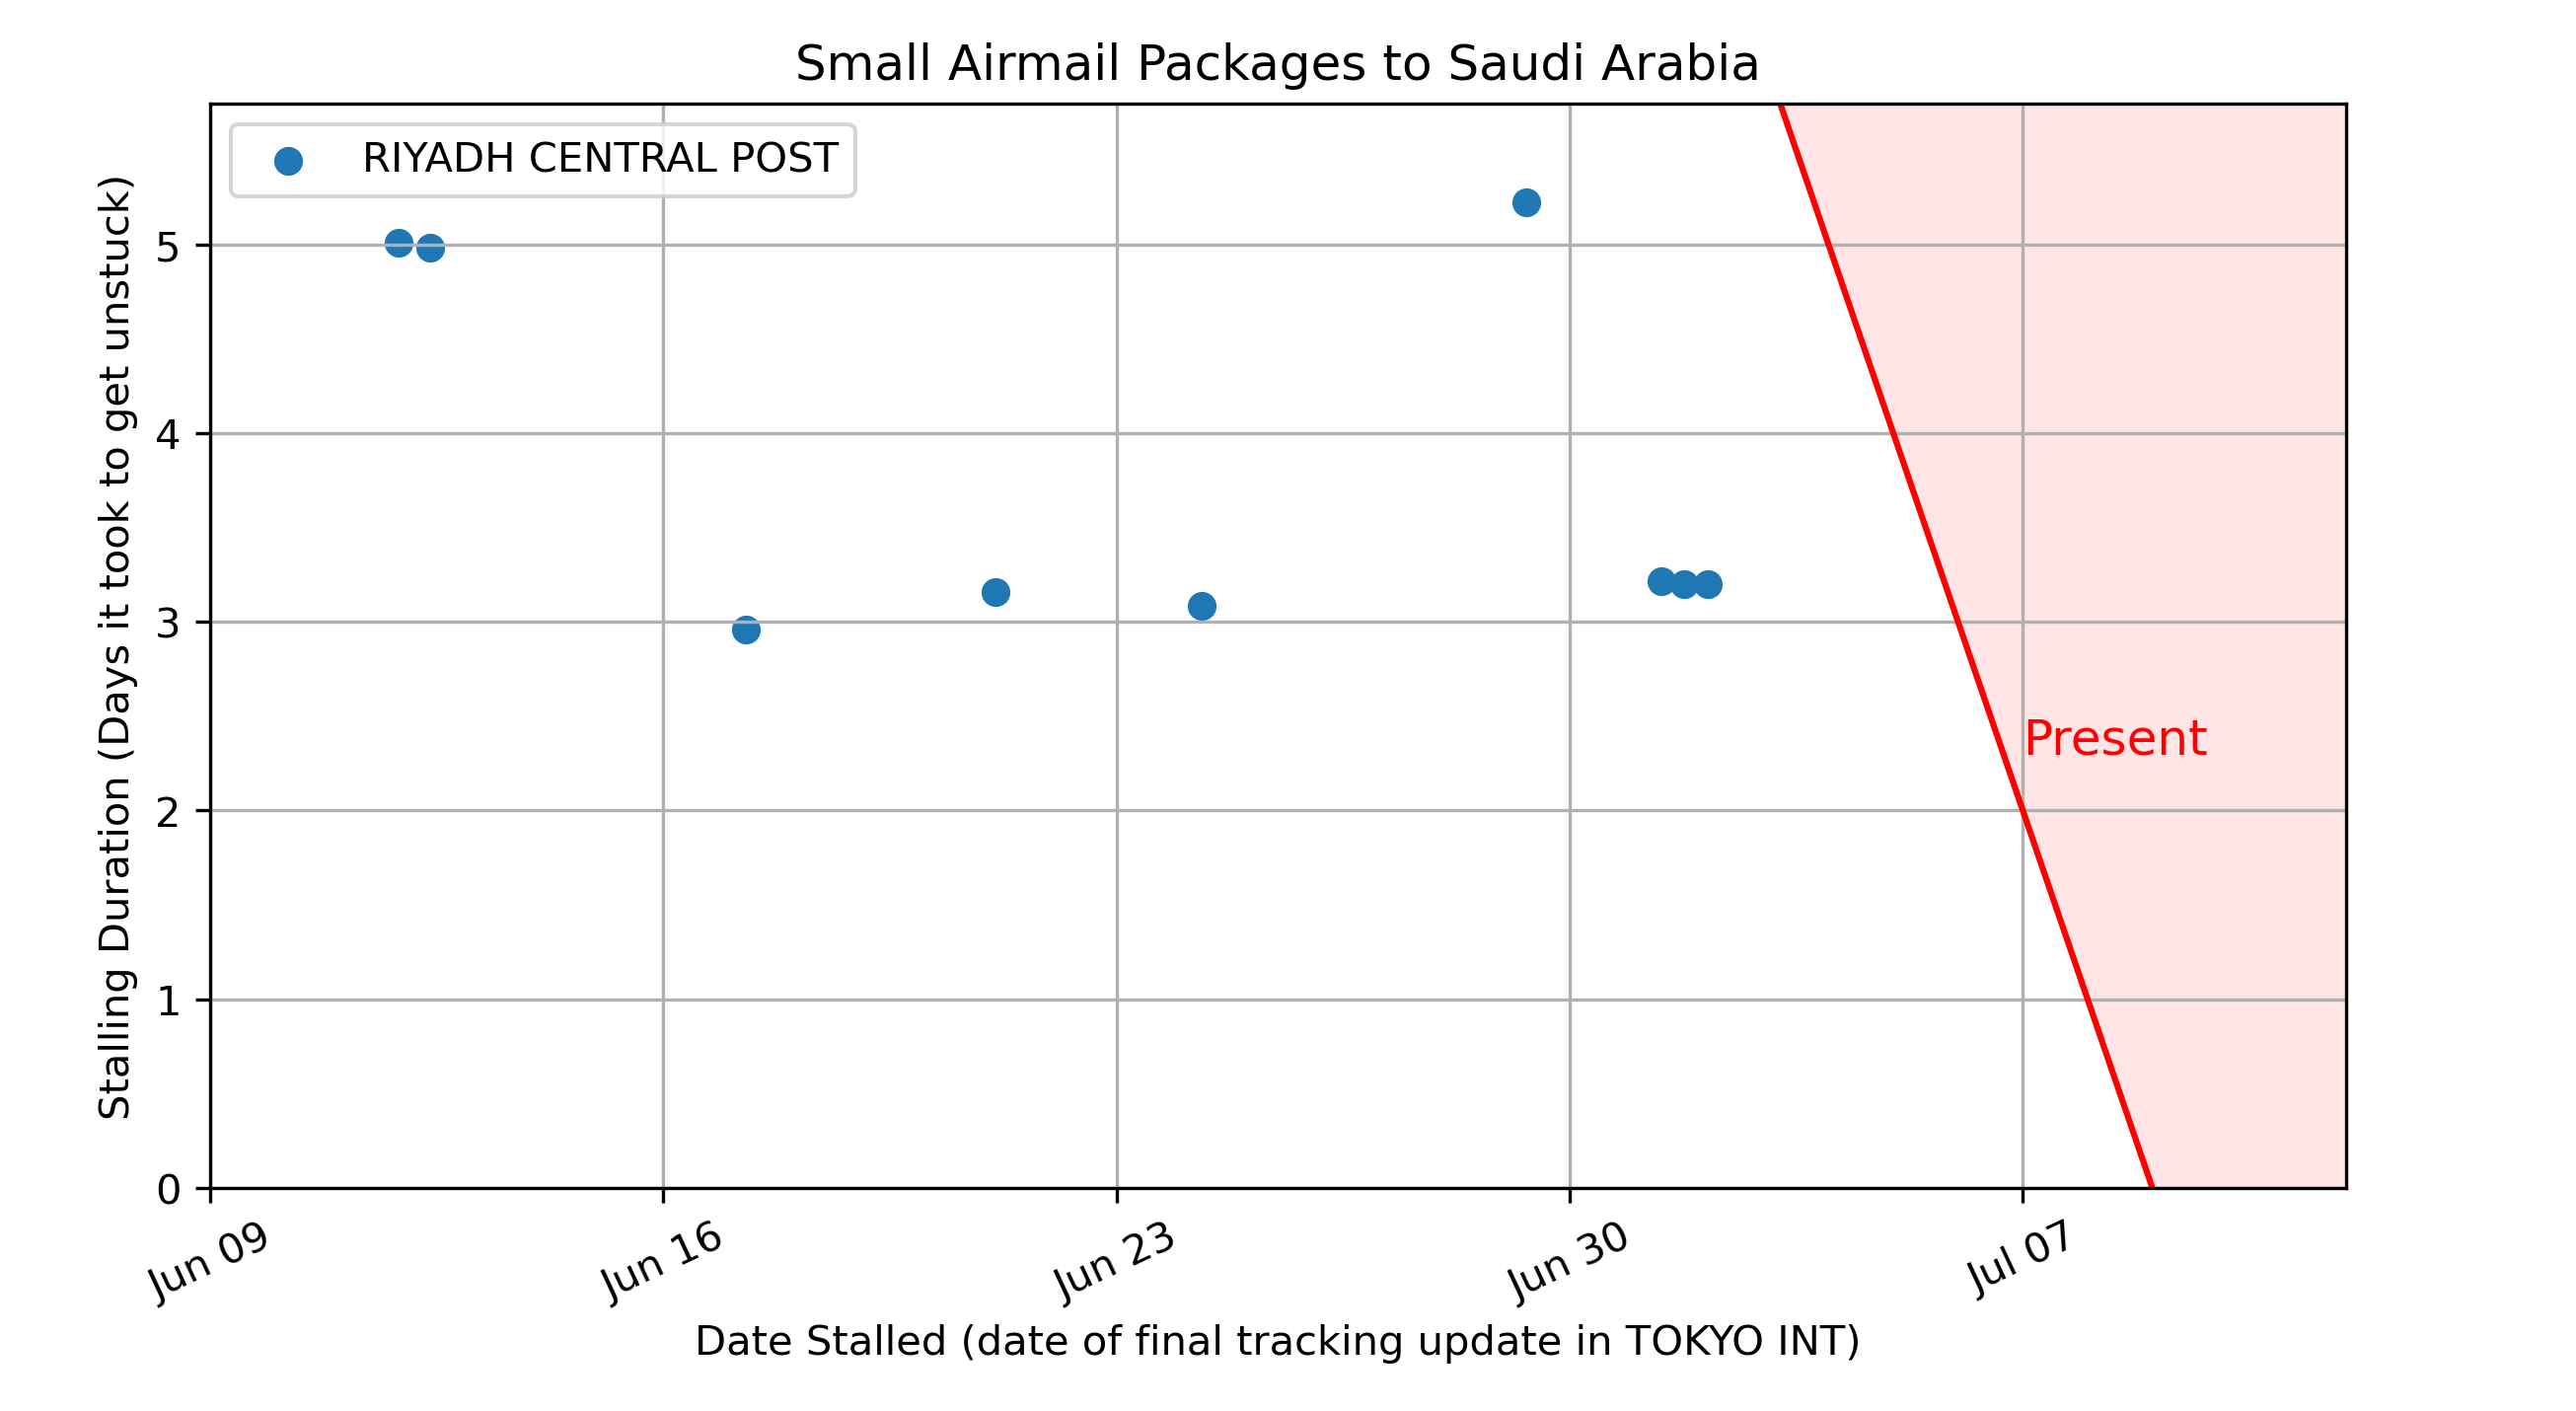 Small Airmail Packages to Saudi Arabia
RIYADH CENTRAL POST
Stalling Duration (Days it took to get unstuck)
5
4
3
2
1
0
Present
Jun 09
Jun 16
Jun 23
Jun 30
Jul 07
Date Stalled (date of final tracking update in TOKYO INT)